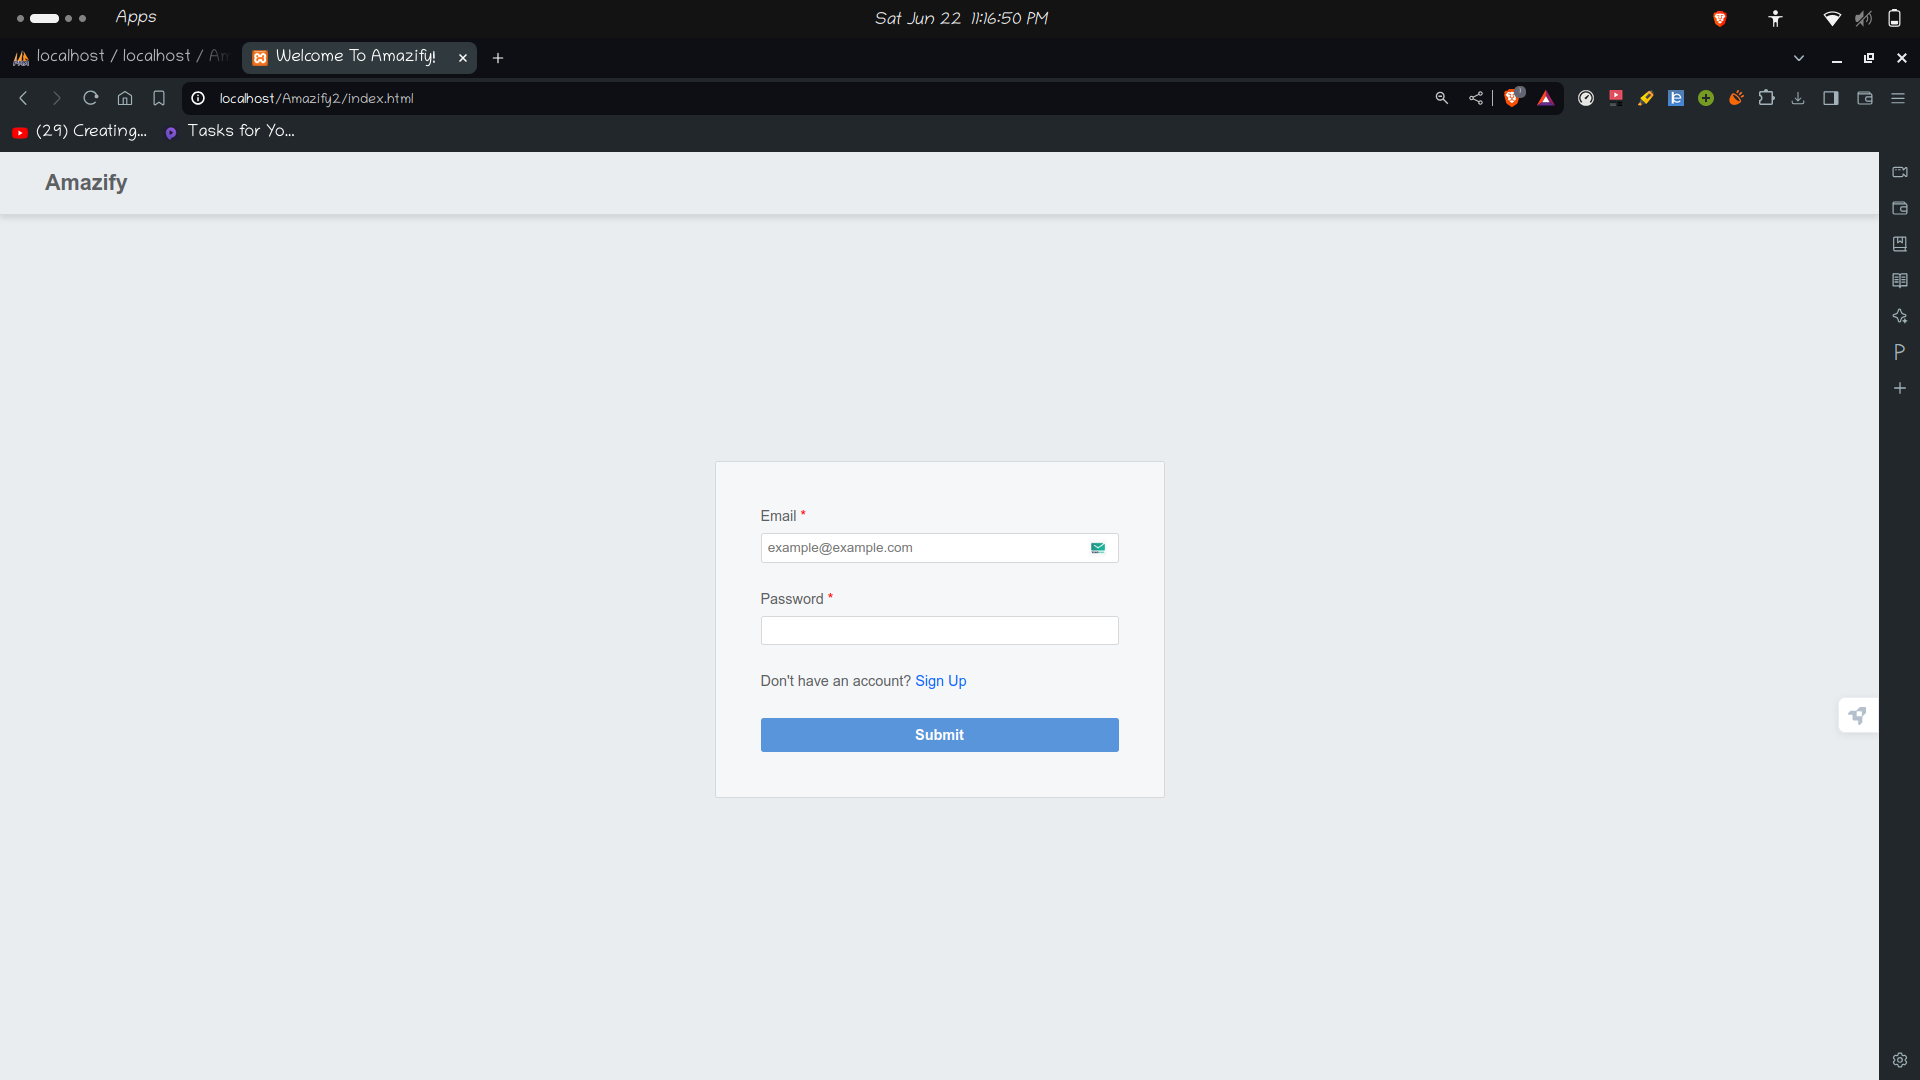 Apps
Sat Jun 22 11:16:50 PM
localhost / localhost / Am
Welcome To Amazify!
localhost/Amazify2/index.html
(29) Creating...
Tasks for Yo...
Amazify
Email *
example@example.com
Password *
Don't have an account? Sign Up
Submit